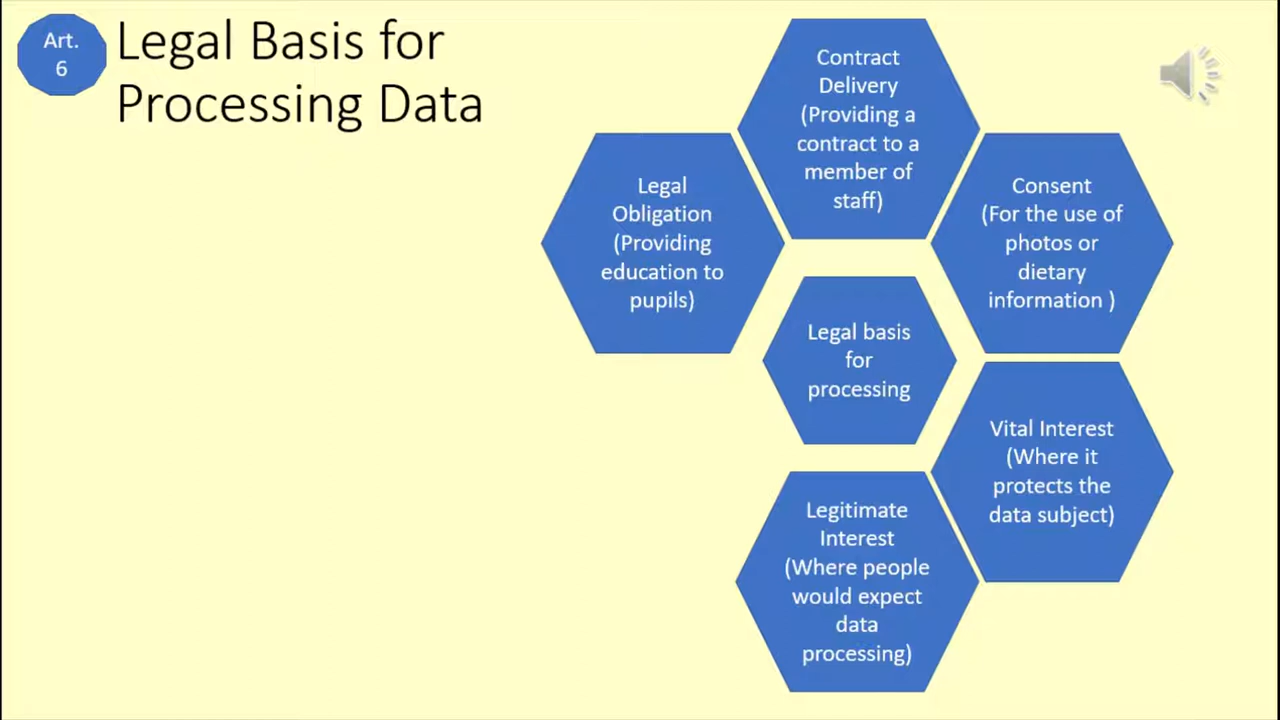 Art.
6
Legal Basis for
Processing Data
Contract
Delivery
(Providing a
contract to a
member of
staff)
Legal
Obligation
(Providing
education to
pupils)
Consent
(For the use of
photos or
dietary
information )
Legal basis
for
processing
Vital Interest
(Where it
protects the
data subject)
Legitimate
Interest
(Where people
would expect
data
processing)